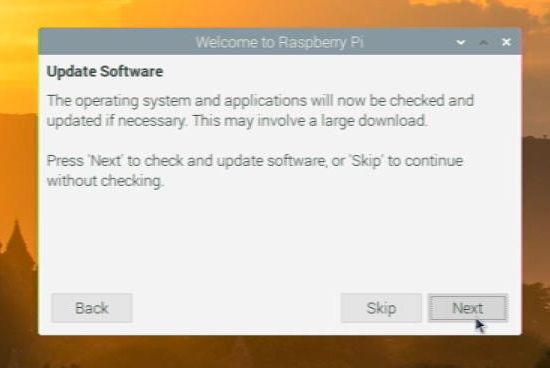 Welcome to Raspberry Pi
Update Software
The operating system and applications will now be checked and
updated if necessary. This may involve a large download.
Press 'Next' to check and update software, or 'Skip' to continue
without checking.
Back
Skip
Next